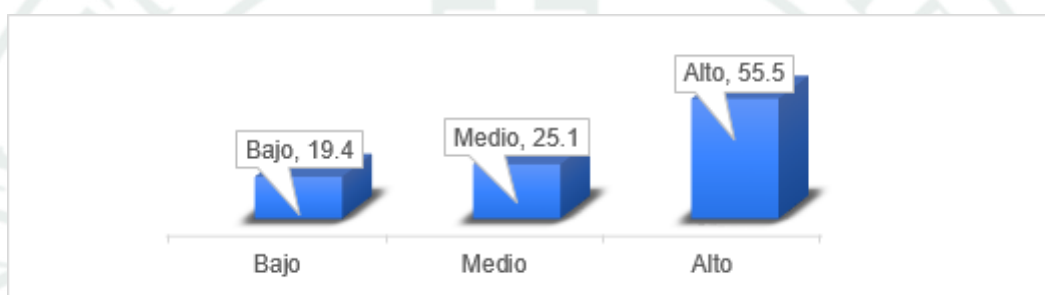 Alto, 55.5
Medio, 25.1
Bajo, 19.4
Bajo
Medio
Alto